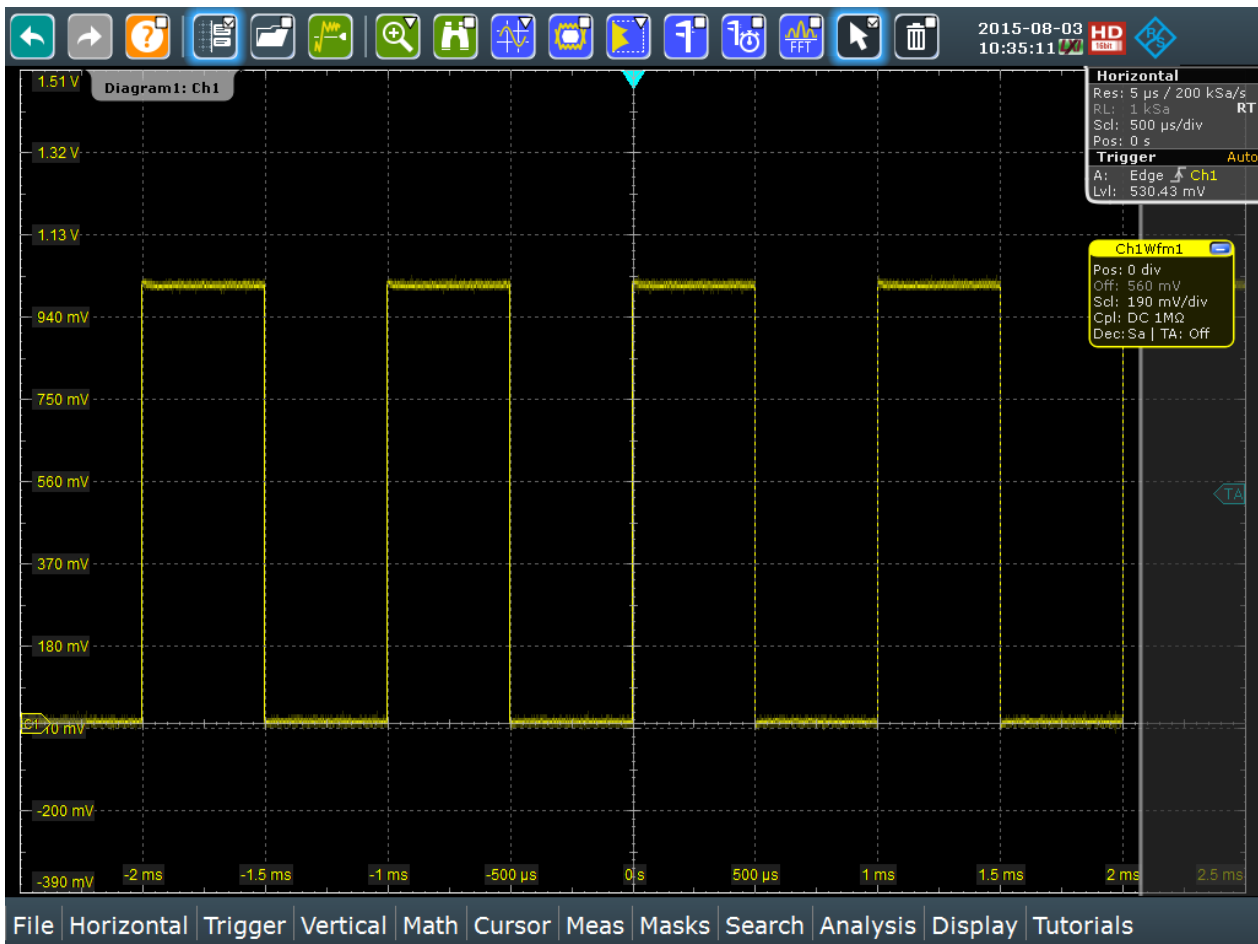 2015-08-03
10:35:11
LXI
HD
16bit
R&S
FFT
Diagram1: Ch1
Horizontal
Res: 5 µs / 200 kSa/s
RL: 1 kSa RT
Scl: 500 µs/div
Pos: 0 s
Trigger Auto
A: Edge Ch1
Lvl: 530.43 mV
Ch1Wfm1
Pos: 0 div
Off: 560 mV
Scl: 190 mV/div
Cpl: DC 1MΩ
Dec: Sa | TA: Off
1.51 V
1.32 V
1.13 V
940 mV
750 mV
560 mV
TA
370 mV
180 mV
C1
-10 mV
-200 mV
-390 mV
-2 ms -1.5 ms -1 ms -500 µs 0 s 500 µs 1 ms 1.5 ms 2 ms 2.5 ms
File Horizontal Trigger Vertical Math Cursor Meas Masks Search Analysis Display Tutorials